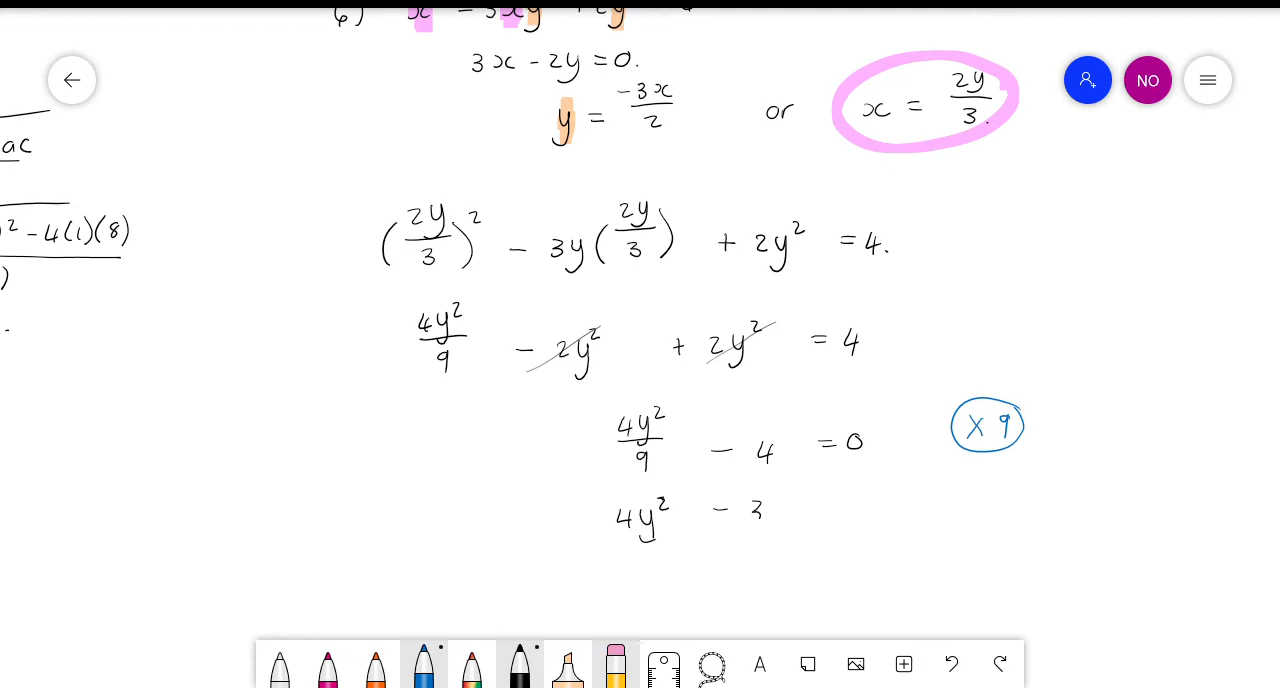 3x - 2y = 0.
NO
ac
y = -3x/2 or x = 2y/3.
² - 4(1)(8)
)
(2y/3)² - 3y(2y/3) + 2y² = 4.
4y²/9 - 2y² + 2y² = 4
4y²/9 - 4 = 0
× 9
4y² - 3
A